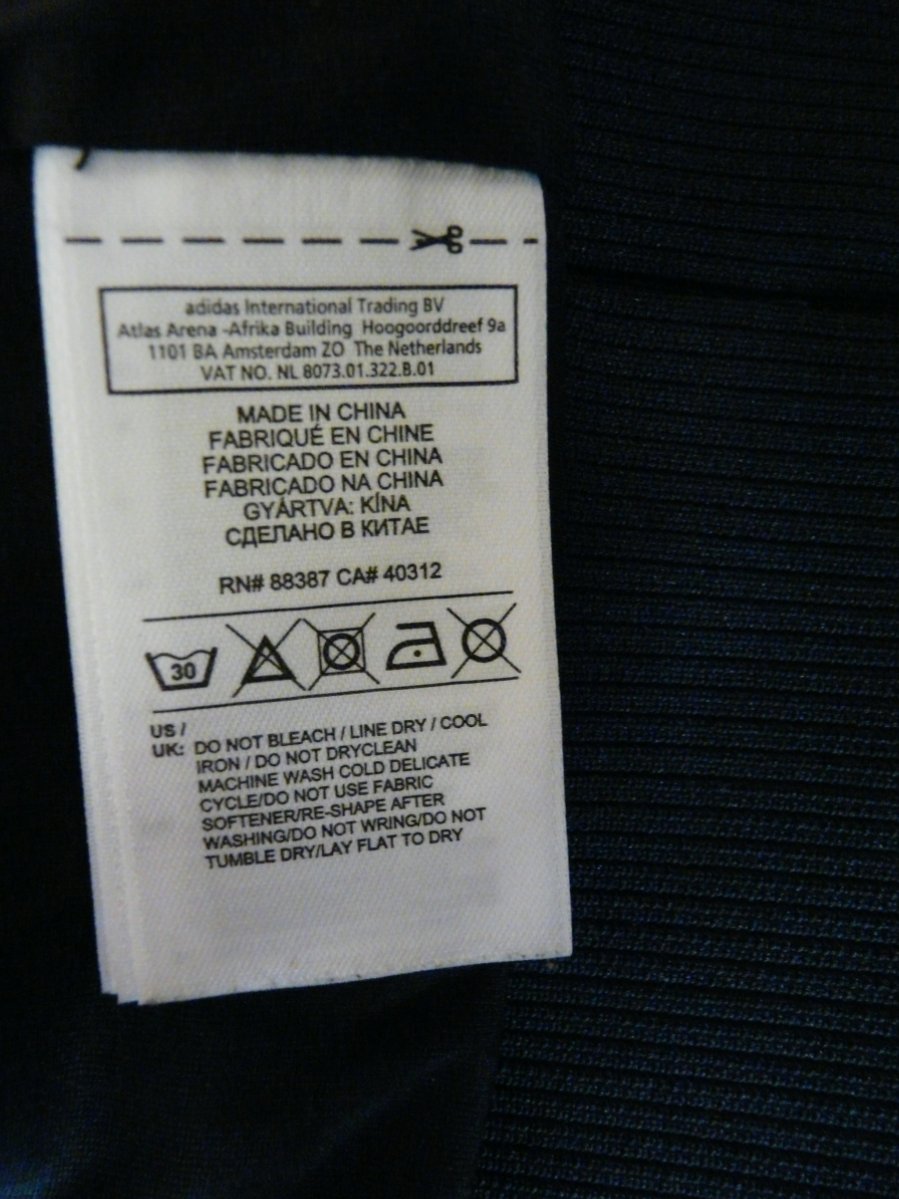 adidas International Trading BV
Atlas Arena -Afrika Building Hoogoorddreef 9a
1101 BA Amsterdam ZO The Netherlands
VAT NO. NL 8073.01.322.B.01
MADE IN CHINA
FABRIQUÉ EN CHINE
FABRICADO EN CHINA
FABRICADO NA CHINA
GYÁRTVA: KÍNA
СДЕЛАНО В КИТАЕ
RN# 88387 CA# 40312
30
US /
UK: DO NOT BLEACH / LINE DRY / COOL
IRON / DO NOT DRYCLEAN
MACHINE WASH COLD DELICATE
CYCLE/DO NOT USE FABRIC
SOFTENER/RE-SHAPE AFTER
WASHING/DO NOT WRING/DO NOT
TUMBLE DRY/LAY FLAT TO DRY